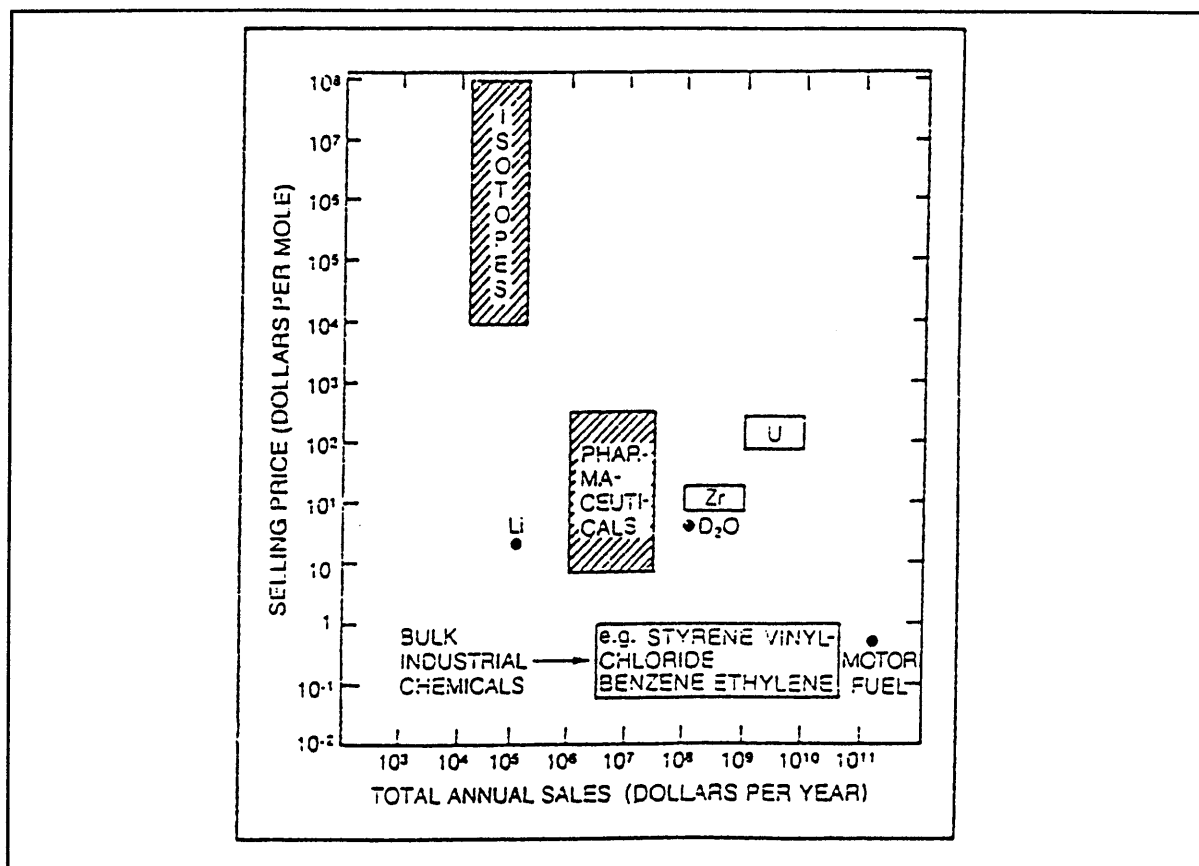 SELLING PRICE (DOLLARS PER MOLE)
10⁸
10⁷
10⁶
10⁵
10⁴
10³
10²
10¹
10
1
10⁻¹
10⁻²
ISOTOPES
PHAR-
MA-
CEUTI-
CALS
U
Zr
D₂O
Li
BULK
INDUSTRIAL
CHEMICALS
e.g. STYRENE VINYL-
CHLORIDE
BENZENE ETHYLENE
MOTOR
FUEL
10³ 10⁴ 10⁵ 10⁶ 10⁷ 10⁸ 10⁹ 10¹⁰ 10¹¹
TOTAL ANNUAL SALES (DOLLARS PER YEAR)